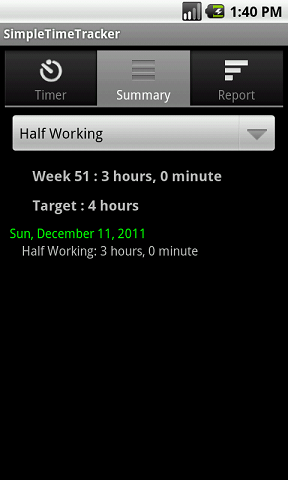 1:40 PM
SimpleTimeTracker
Timer
Summary
Report
Half Working
Week 51 : 3 hours, 0 minute
Target : 4 hours
Sun, December 11, 2011
Half Working: 3 hours, 0 minute